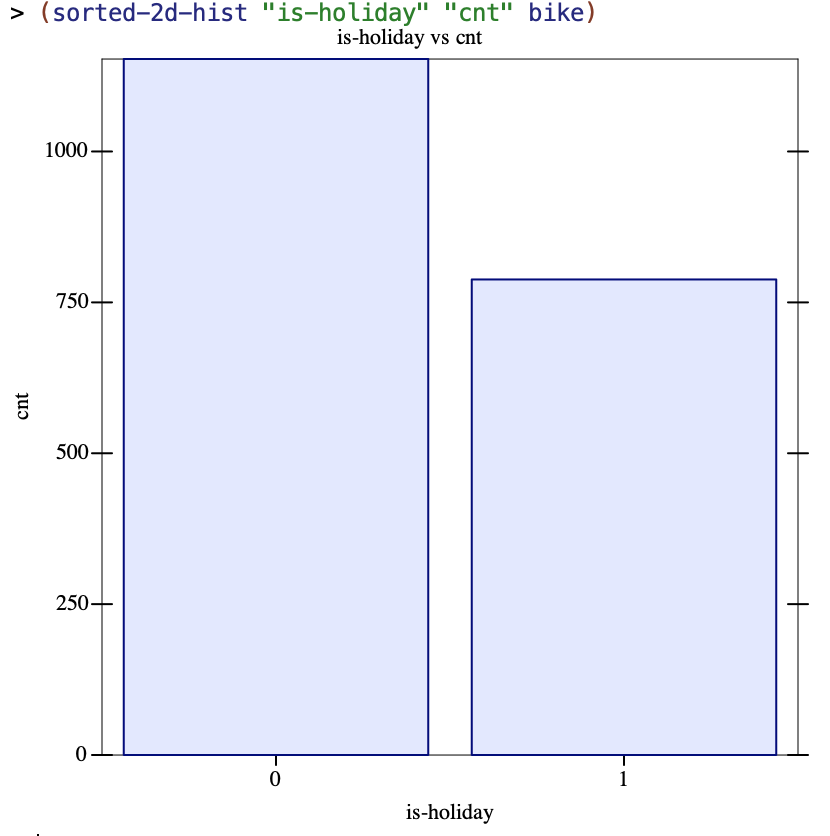 > (sorted-2d-hist "is-holiday" "cnt" bike)
is-holiday vs cnt
1000
750
500
250
0
cnt
0 1
is-holiday